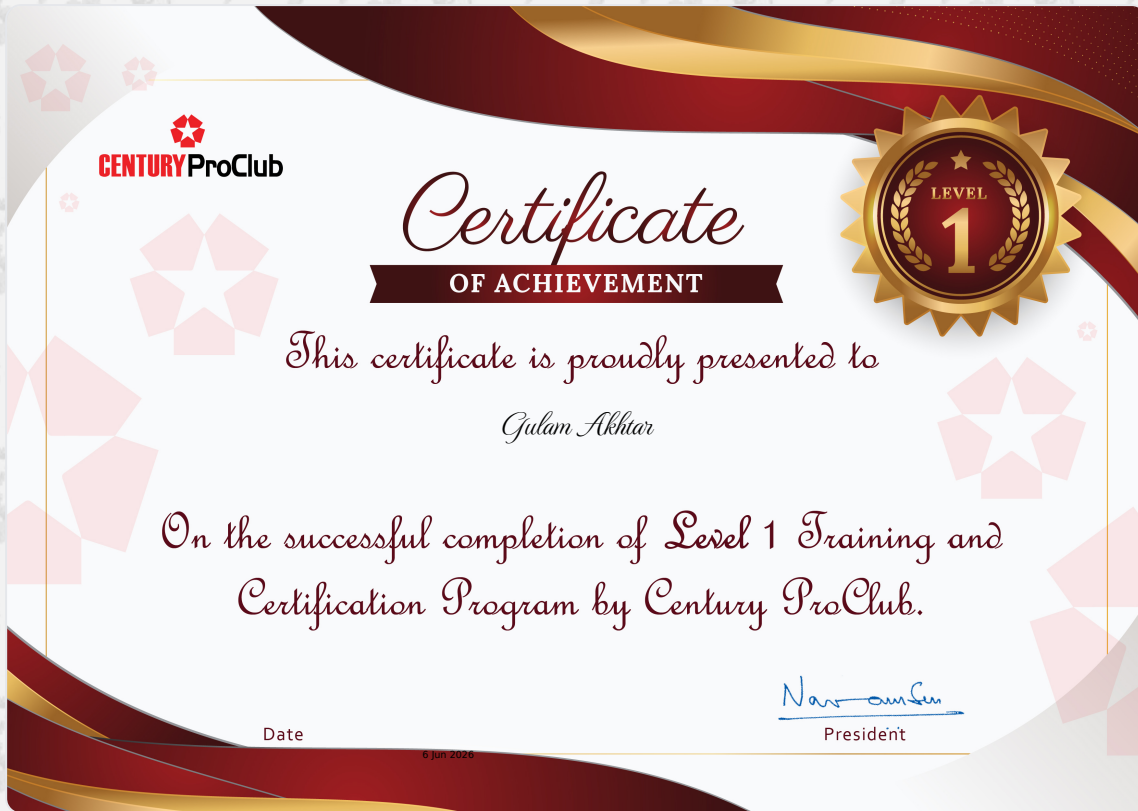 CENTURY ProClub
LEVEL
1
Certificate
OF ACHIEVEMENT
This certificate is proudly presented to
Gulam Akhtar
On the successful completion of Level 1 Training and
Certification Program by Century ProClub.
Date
President
6 Jun 2026